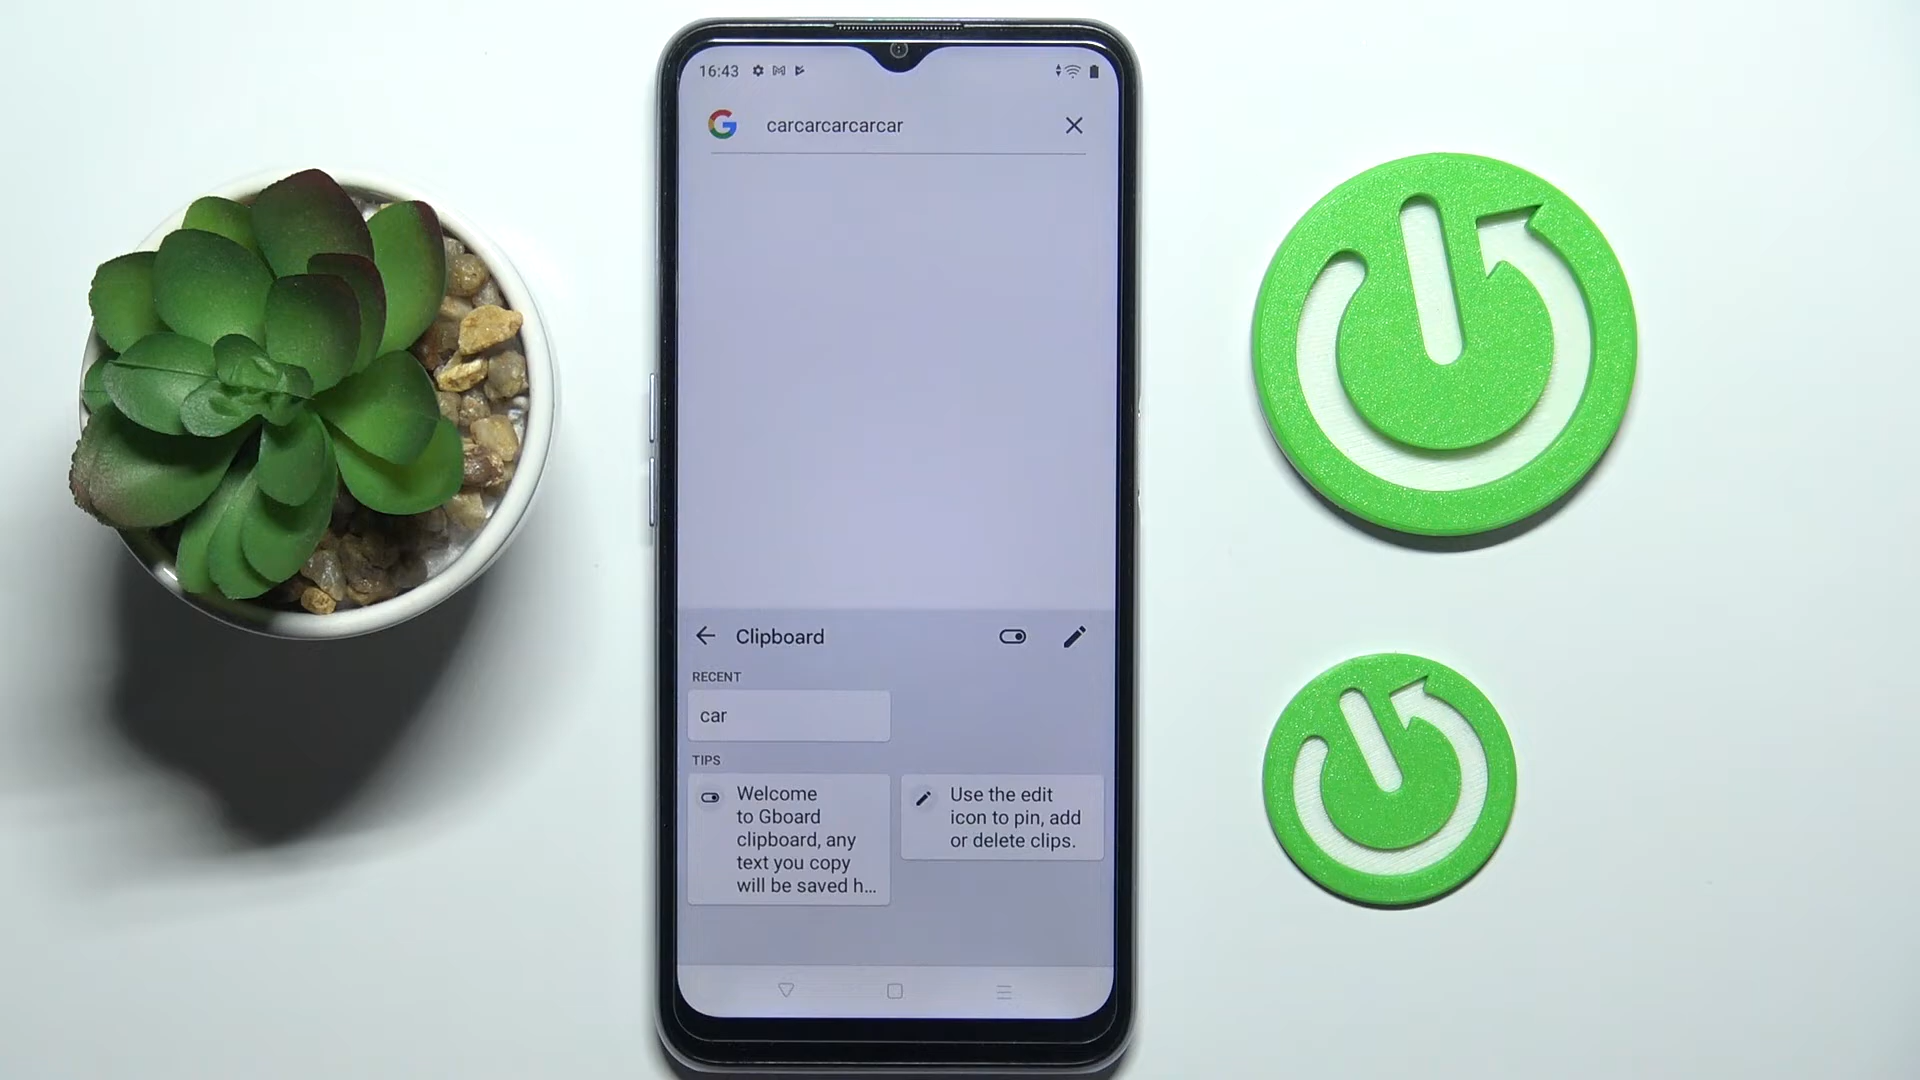 16:43
carcarcarcarcar
Clipboard
RECENT
car
TIPS
Welcome
to Gboard
clipboard, any
text you copy
will be saved h...
Use the edit
icon to pin, add
or delete clips.